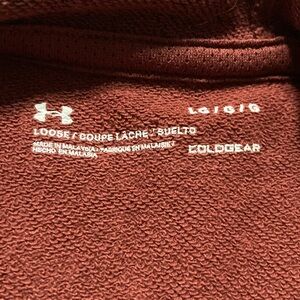 LG / G / G
LOOSE / COUPE LÂCHE / SUELTO
MADE IN MALAYSIA / FABRIQUÉ EN MALAISIE /
HECHO EN MALASIA
COLDGEAR